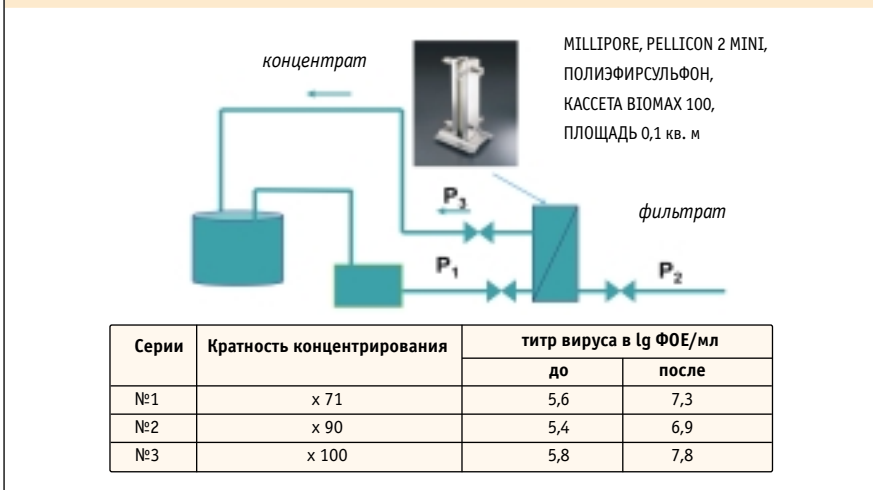 концентрат
MILLIPORE, PELLICON 2 MINI,
ПОЛИЭФИРСУЛЬФОН,
КАССЕТА BIOMAX 100,
ПЛОЩАДЬ 0,1 кв. м
P3
фильтрат
P1
P2
Серии Кратность концентрирования титр вируса в lg ФОЕ/мл
до после
№1 х 71 5,6 7,3
№2 х 90 5,4 6,9
№3 х 100 5,8 7,8